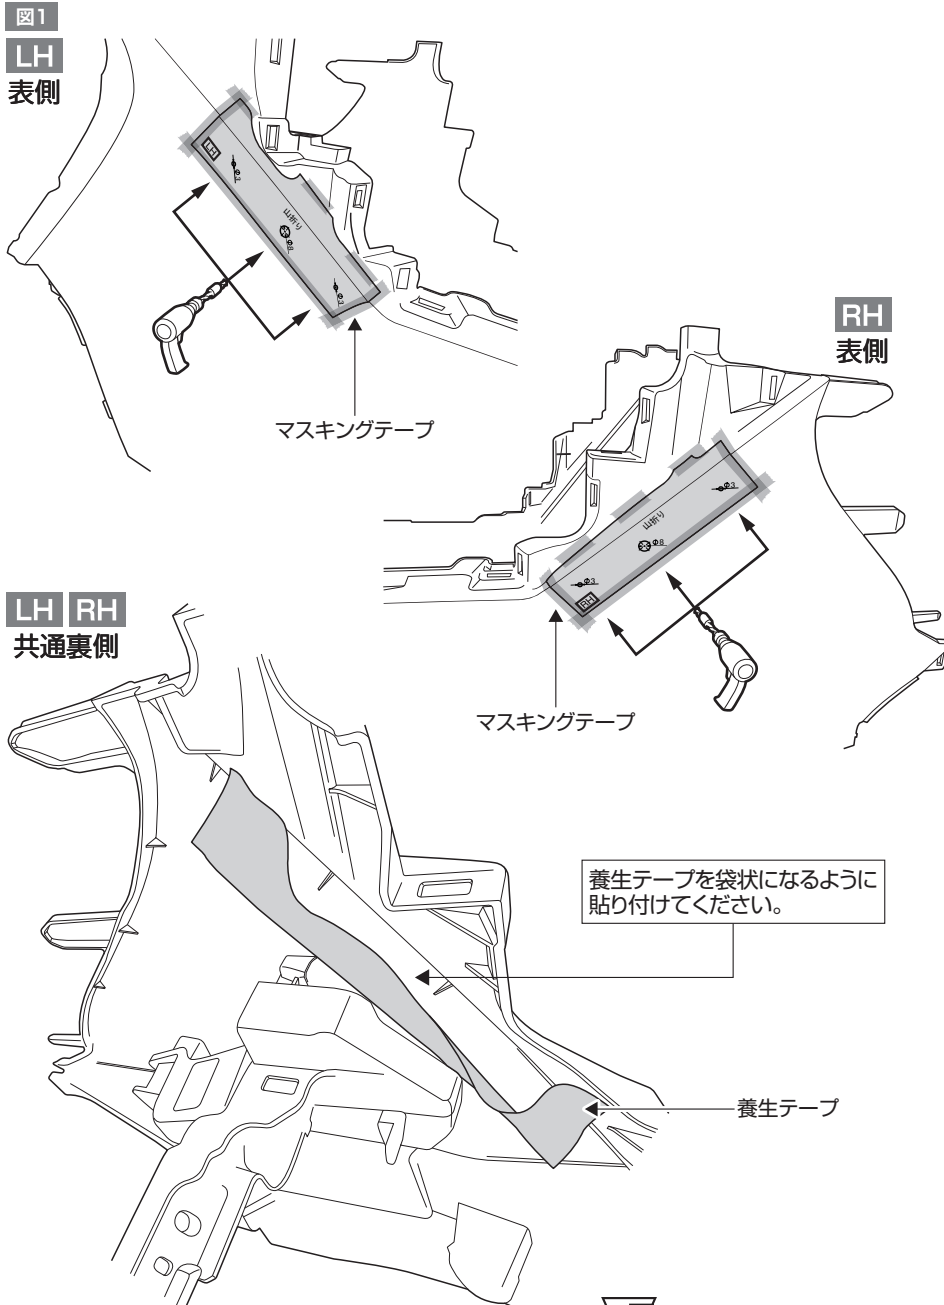 図1
LH
表側
LH
φ3
山折り
φ8
φ3
マスキングテープ
RH
表側
φ3
山折り
φ8
φ3
RH
マスキングテープ
LH RH
共通裏側
養生テープを袋状になるように
貼り付けてください。
養生テープ